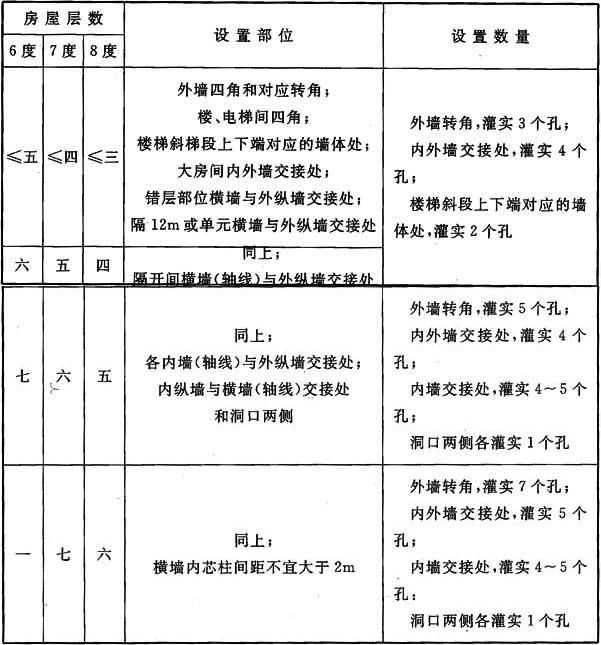 房屋层数
设置部位
设置数量
6度
7度
8度
≤五
≤四
≤三
外墙四角和对应转角；
楼、电梯间四角；
楼梯斜梯段上下端对应的墙体处；
大房间内外墙交接处；
错层部位横墙与外纵墙交接处；
隔12m或单元横墙与外纵墙交接处
外墙转角，灌实3个孔；
内外墙交接处，灌实4个
孔；
楼梯斜段上下端对应的墙
体处，灌实2个孔
六
五
四
同上；
隔开间横墙（轴线）与外纵墙交接处
七
六
五
同上；
各内墙（轴线）与外纵墙交接处；
内纵墙与横墙（轴线）交接处
和洞口两侧
外墙转角，灌实5个孔；
内外墙交接处，灌实4个
孔；
内墙交接处，灌实4～5个
孔；
洞口两侧各灌实1个孔
一
七
六
同上；
横墙内芯柱间距不宜大于2m
外墙转角，灌实7个孔；
内外墙交接处，灌实5个
孔；
内墙交接处，灌实4～5个
孔：
洞口两侧各灌实1个孔